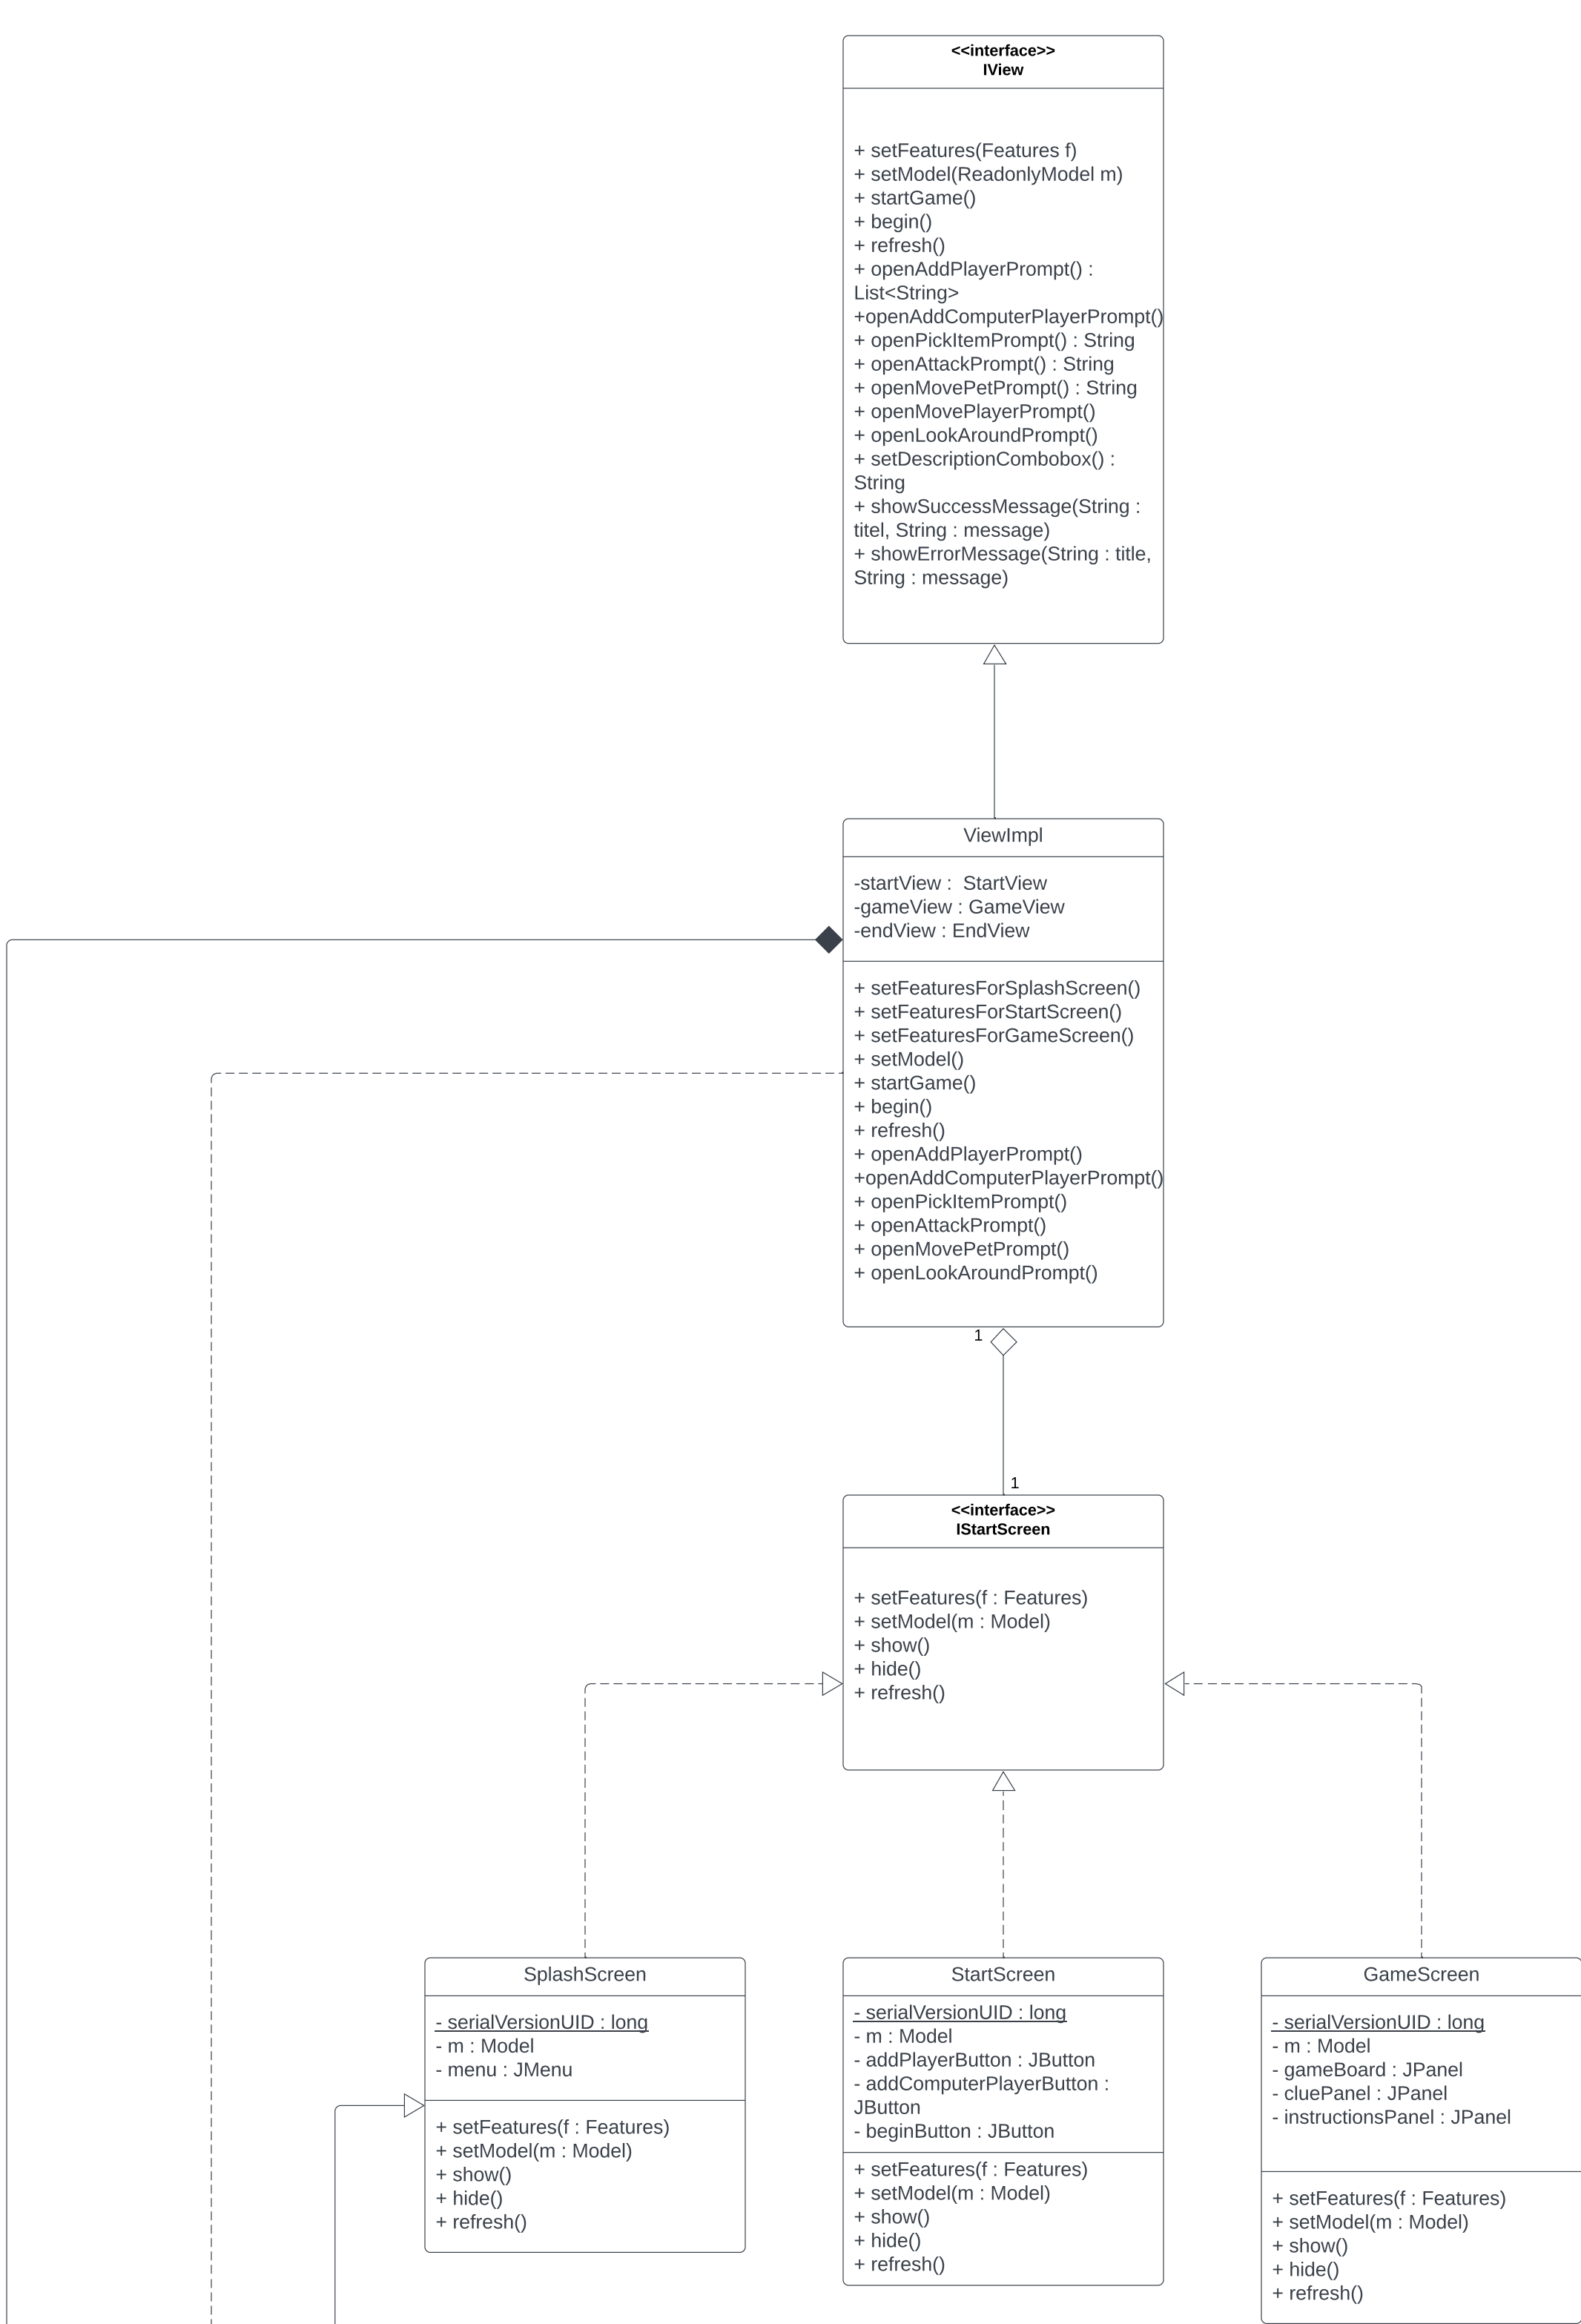 <<interface>>
IView
+ setFeatures(Features f)
+ setModel(ReadonlyModel m)
+ startGame()
+ begin()
+ refresh()
+ openAddPlayerPrompt() :
List<String>
+openAddComputerPlayerPrompt()
+ openPickItemPrompt() : String
+ openAttackPrompt() : String
+ openMovePetPrompt() : String
+ openMovePlayerPrompt()
+ openLookAroundPrompt()
+ setDescriptionCombobox() :
String
+ showSuccessMessage(String :
titel, String : message)
+ showErrorMessage(String : title,
String : message)
ViewImpl
-startView :  StartView
-gameView : GameView
-endView : EndView
+ setFeaturesForSplashScreen()
+ setFeaturesForStartScreen()
+ setFeaturesForGameScreen()
+ setModel()
+ startGame()
+ begin()
+ refresh()
+ openAddPlayerPrompt()
+openAddComputerPlayerPrompt()
+ openPickItemPrompt()
+ openAttackPrompt()
+ openMovePetPrompt()
+ openLookAroundPrompt()
1
1
<<interface>>
IStartScreen
+ setFeatures(f : Features)
+ setModel(m : Model)
+ show()
+ hide()
+ refresh()
SplashScreen
- serialVersionUID : long
- m : Model
- menu : JMenu
+ setFeatures(f : Features)
+ setModel(m : Model)
+ show()
+ hide()
+ refresh()
StartScreen
- serialVersionUID : long
- m : Model
- addPlayerButton : JButton
- addComputerPlayerButton :
JButton
- beginButton : JButton
+ setFeatures(f : Features)
+ setModel(m : Model)
+ show()
+ hide()
+ refresh()
GameScreen
- serialVersionUID : long
- m : Model
- gameBoard : JPanel
- cluePanel : JPanel
- instructionsPanel : JPanel
+ setFeatures(f : Features)
+ setModel(m : Model)
+ show()
+ hide()
+ refresh()